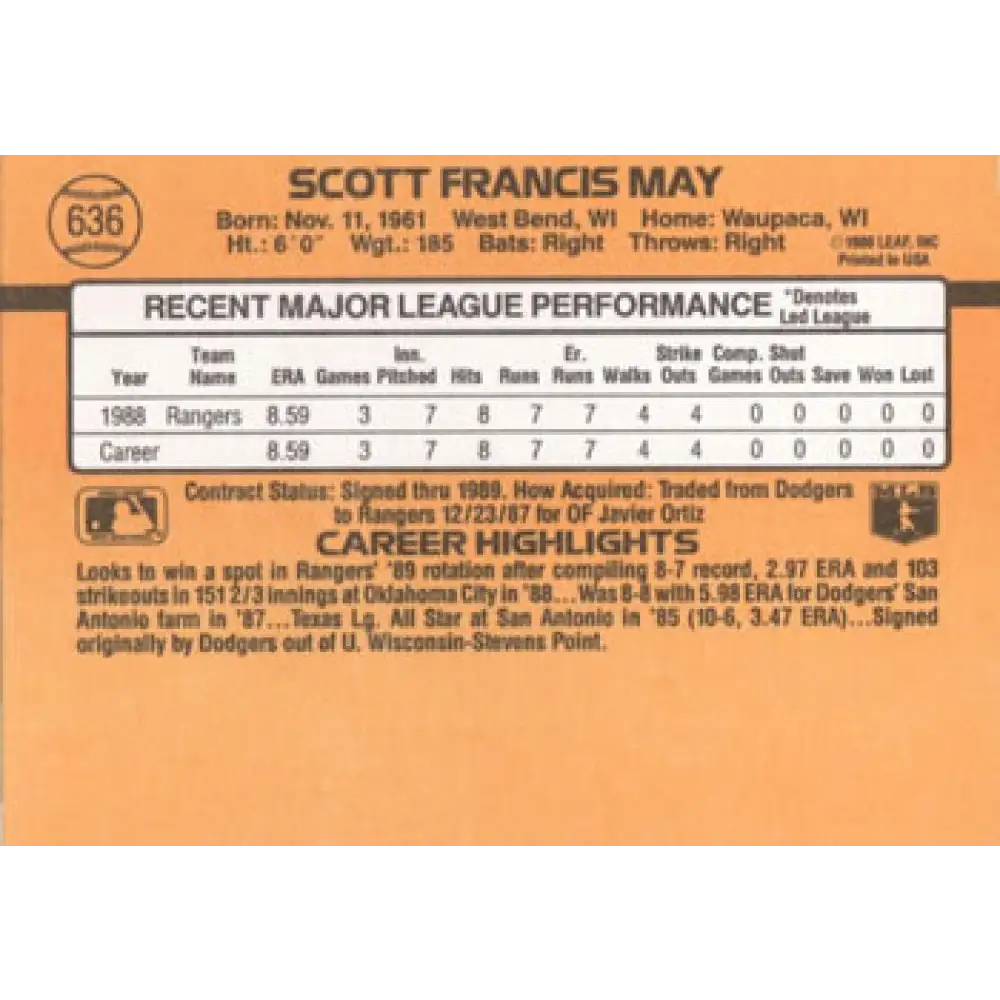 636
SCOTT FRANCIS MAY
Born: Nov. 11, 1961 West Bend, WI Home: Waupaca, WI
Ht.: 6´0¨ Wgt.: 185 Bats: Right Throws: Right
© 1988 LEAF, INC
Printed in USA
RECENT MAJOR LEAGUE PERFORMANCE
*Denotes
Led League
Team Inn. Er. Strike Comp. Shut
Year Name ERA Games Pitched Hits Runs Runs Walks Outs Games Outs Save Won Lost
1988 Rangers 8.59 3 7 8 7 7 4 4 0 0 0 0 0
Career 8.59 3 7 8 7 7 4 4 0 0 0 0 0
Contract Status: Signed thru 1989. How Acquired: Traded from Dodgers
to Rangers 12/23/87 for OF Javier Ortiz
MLB
CAREER HIGHLIGHTS
Looks to win a spot in Rangers' '89 rotation after compiling 8-7 record, 2.97 ERA and 103
strikeouts in 151 2/3 innings at Oklahoma City in '88...Was 8-8 with 5.98 ERA for Dodgers' San
Antonio farm in '87...Texas Lg. All Star at San Antonio in '85 (10-6, 3.47 ERA)...Signed
originally by Dodgers out of U. Wisconsin-Stevens Point.